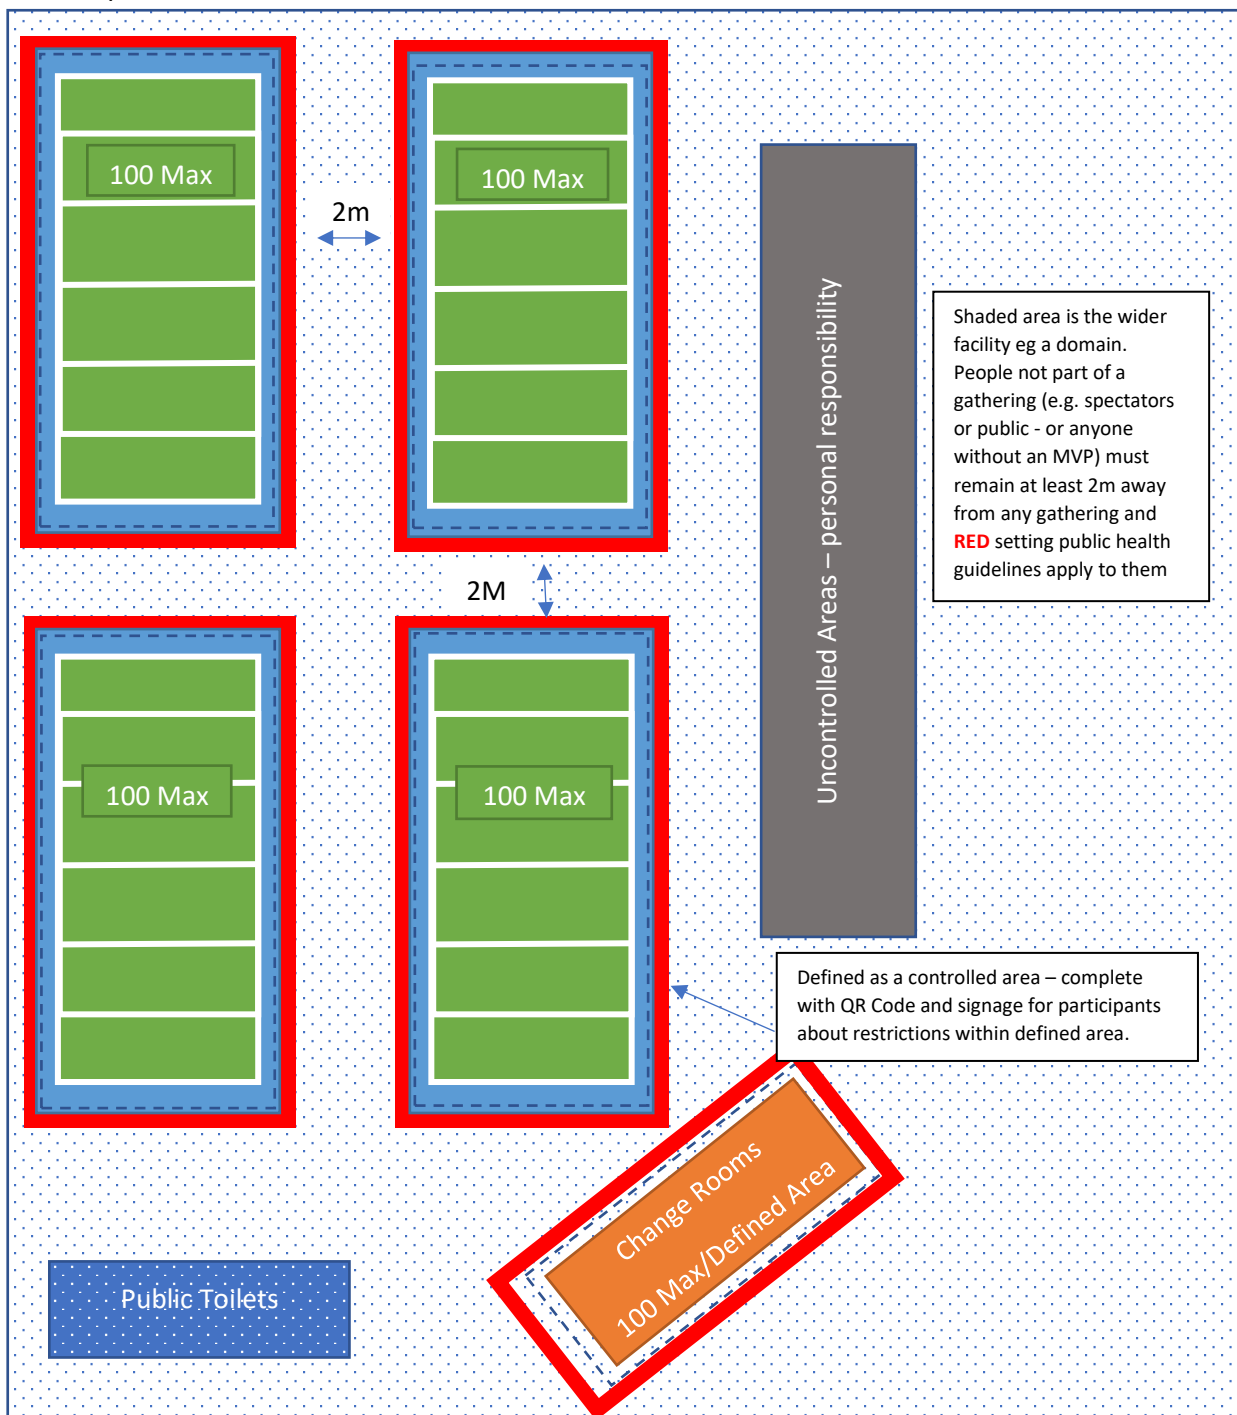 100 Max
100 Max
2m
Uncontrolled Areas – personal responsibility
Shaded area is the wider
facility eg a domain.
People not part of a
gathering (e.g. spectators
or public - or anyone
without an MVP) must
remain at least 2m away
from any gathering and
RED setting public health
guidelines apply to them
2M
100 Max
100 Max
Defined as a controlled area – complete
with QR Code and signage for participants
about restrictions within defined area.
Change Rooms
100 Max/Defined Area
Public Toilets